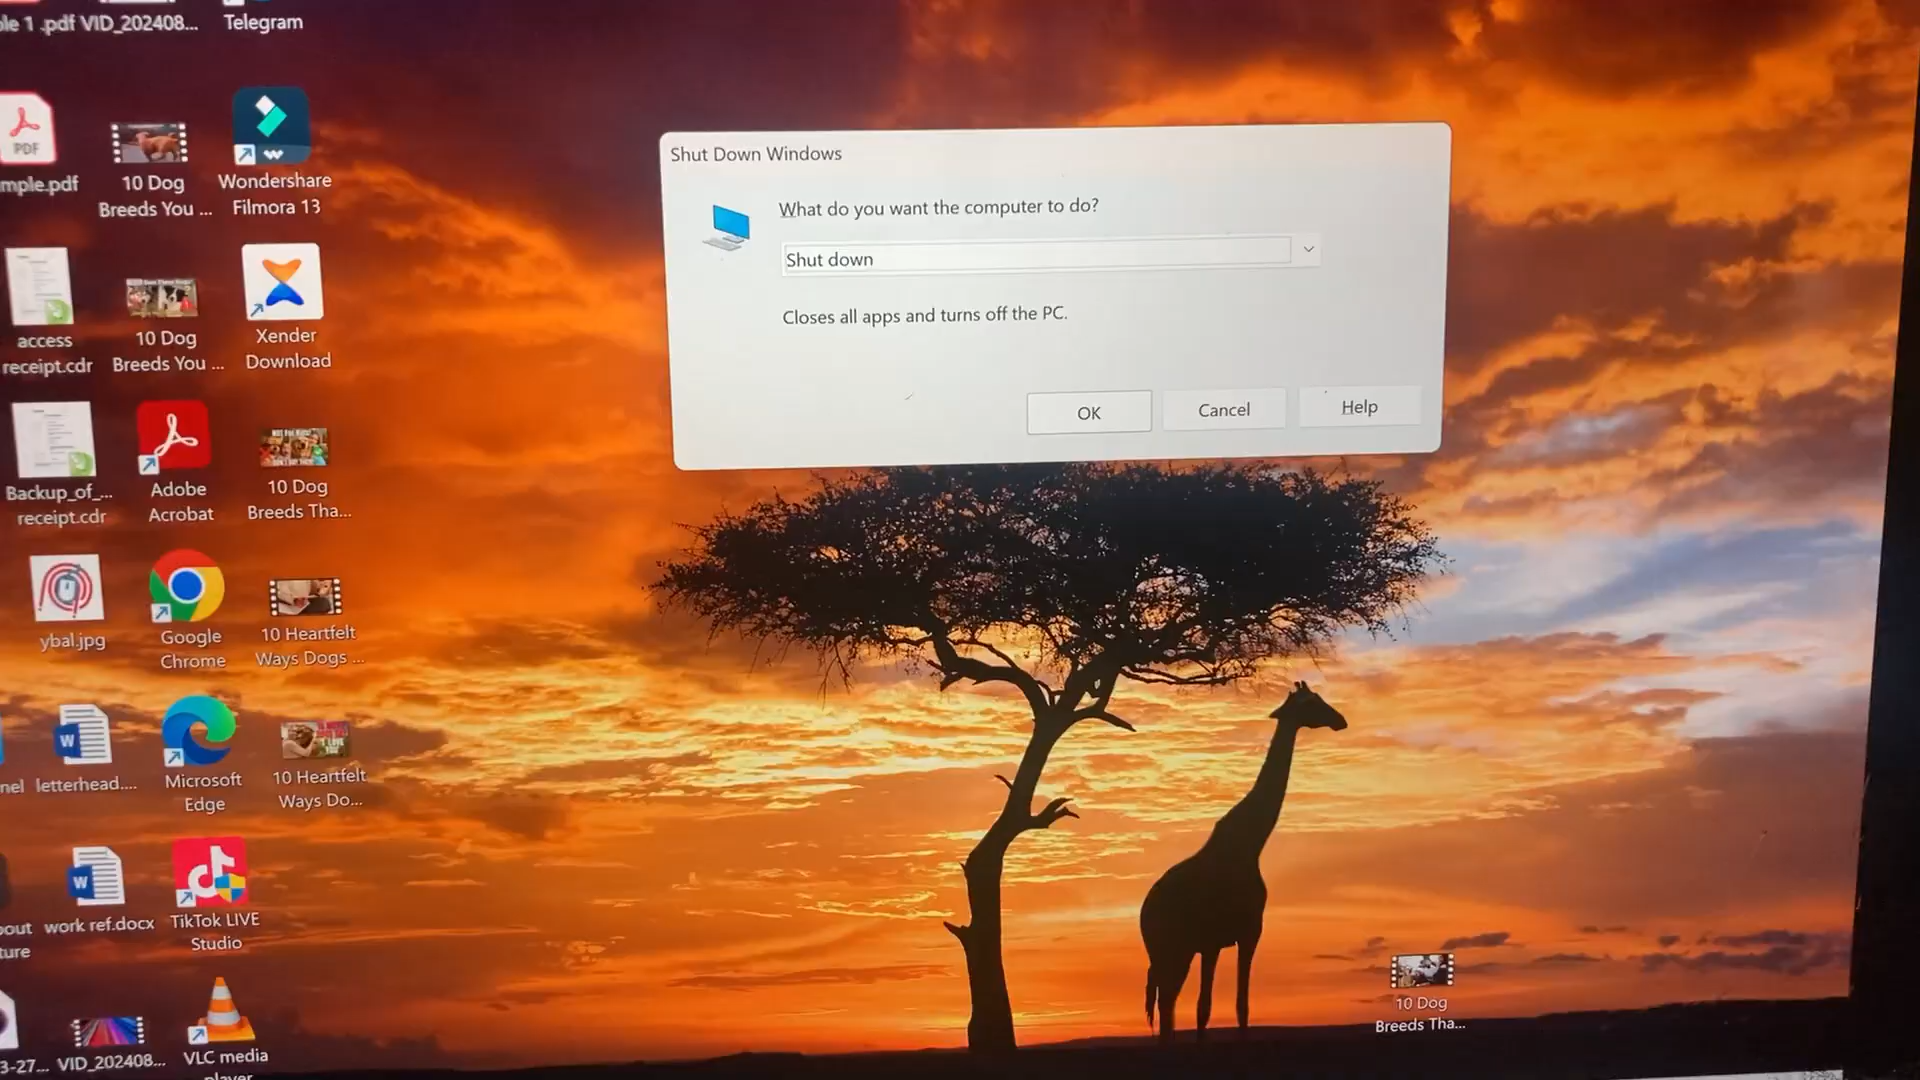 ple 1 .pdf
VID_202408...
Telegram
PDF
mple.pdf
10 Dog
Breeds You ...
Wondershare
Filmora 13
access
receipt.cdr
10 Dog
Breeds You ...
Xender
Download
Backup_of_...
receipt.cdr
Adobe
Acrobat
10 Dog
Breeds Tha...
ybal.jpg
Google
Chrome
10 Heartfelt
Ways Dogs ...
nel
letterhead....
Microsoft
Edge
10 Heartfelt
Ways Do...
out
ture
work ref.docx
TikTok LIVE
Studio
3-27...
VID_202408...
VLC media
player
Shut Down Windows
What do you want the computer to do?
Shut down
Closes all apps and turns off the PC.
OK
Cancel
Help
10 Dog
Breeds Tha...